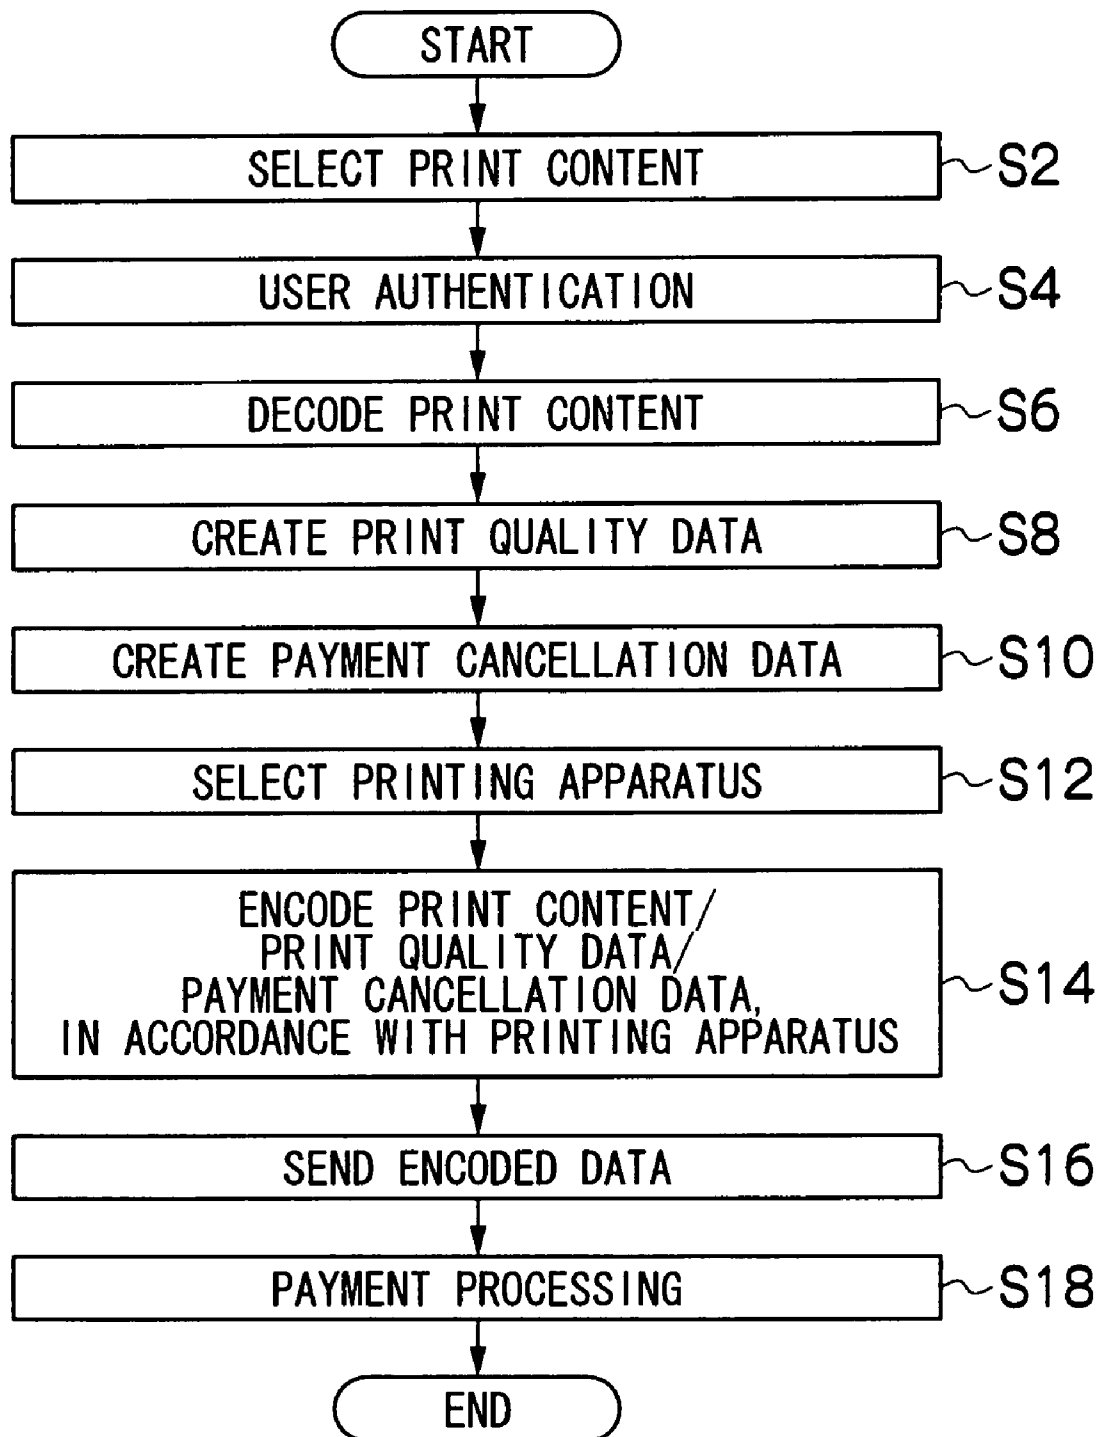 START
SELECT PRINT CONTENT
S2
USER AUTHENTICATION
S4
DECODE PRINT CONTENT
S6
CREATE PRINT QUALITY DATA
S8
CREATE PAYMENT CANCELLATION DATA
S10
SELECT PRINTING APPARATUS
S12
ENCODE PRINT CONTENT/
PRINT QUALITY DATA/
PAYMENT CANCELLATION DATA,
IN ACCORDANCE WITH PRINTING APPARATUS
S14
SEND ENCODED DATA
S16
PAYMENT PROCESSING
S18
END